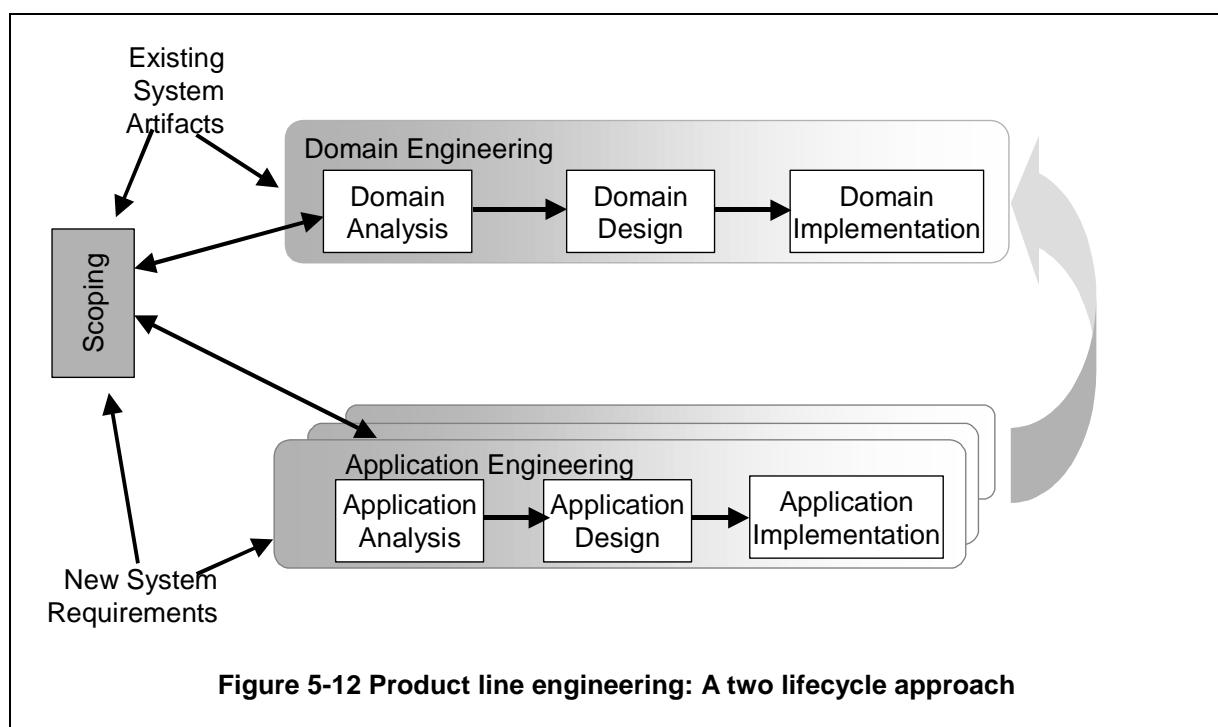 Existing
System
Artifacts
Domain Engineering
Domain
Analysis
Domain
Design
Domain
Implementation
Scoping
Application Engineering
Application
Analysis
Application
Design
Application
Implementation
New System
Requirements
Figure 5-12 Product line engineering: A two lifecycle approach